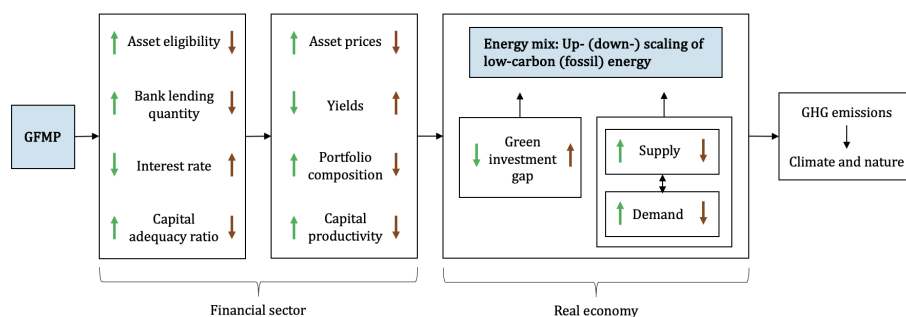 GFMP
Asset eligibility
Bank lending
quantity
Interest rate
Capital
adequacy ratio
Asset prices
Yields
Portfolio
composition
Capital
productivity
Energy mix: Up- (down-) scaling of
low-carbon (fossil) energy
Green
investment
gap
Supply
Demand
GHG emissions
Climate and nature
Financial sector
Real economy